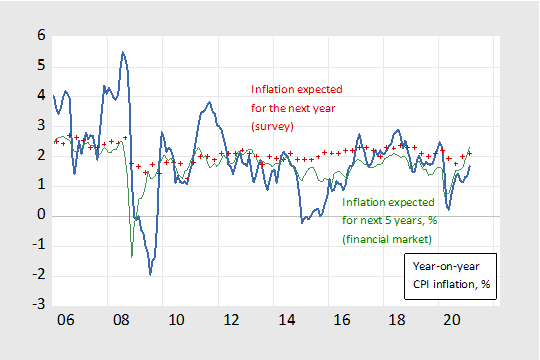 6
5
4
3
2
1
0
-1
-2
-3
Inflation expected
for the next year
(survey)
Inflation expected
for next 5 years, %
(financial market)
Year-on-year
CPI inflation, %
06 08 10 12 14 16 18 20